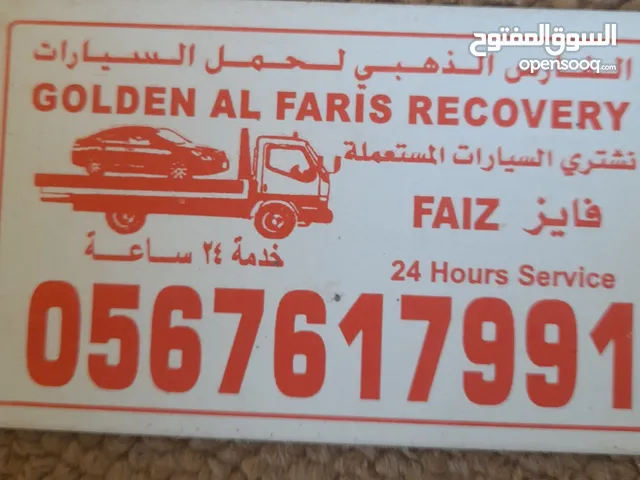 السوق المفتوح
opensooq.com
الفارس الذهبي لحمل السيارات
GOLDEN AL FARIS RECOVERY
نشتري السيارات المستعملة
FAIZ فايز
خدمة ٢٤ ساعة
24 Hours Service
0567617991